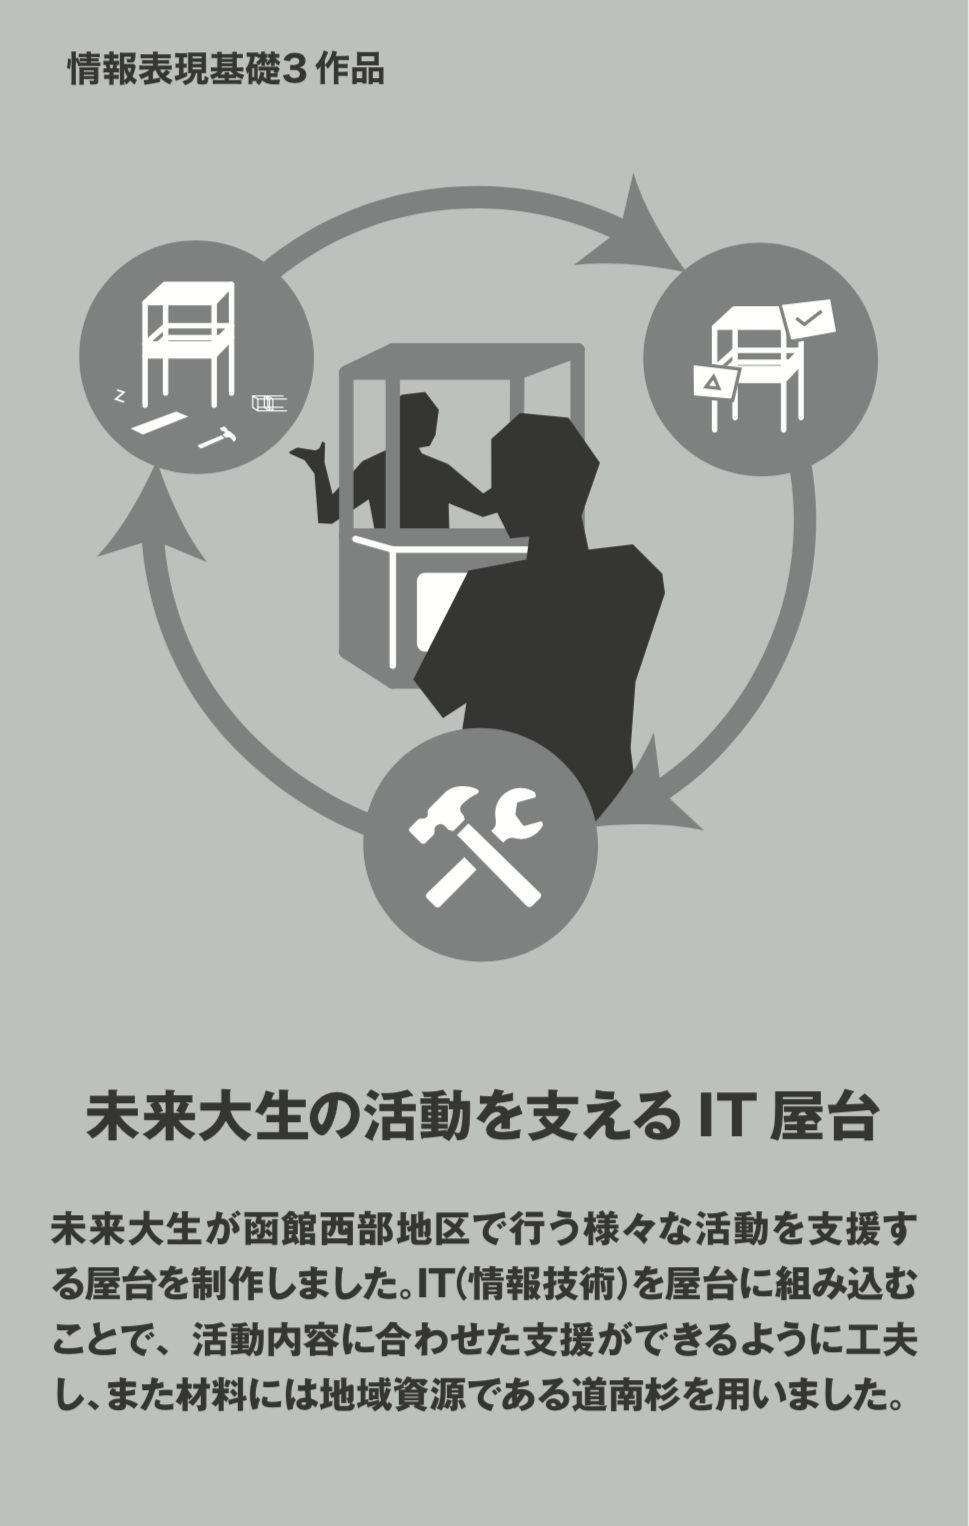 情報表現基礎3 作品
未来大生の活動を支える IT 屋台
未来大生が函館西部地区で行う様々な活動を支援す
る屋台を制作しました。IT(情報技術)を屋台に組み込む
ことで、活動内容に合わせた支援ができるように工夫
し、また材料には地域資源である道南杉を用いました。